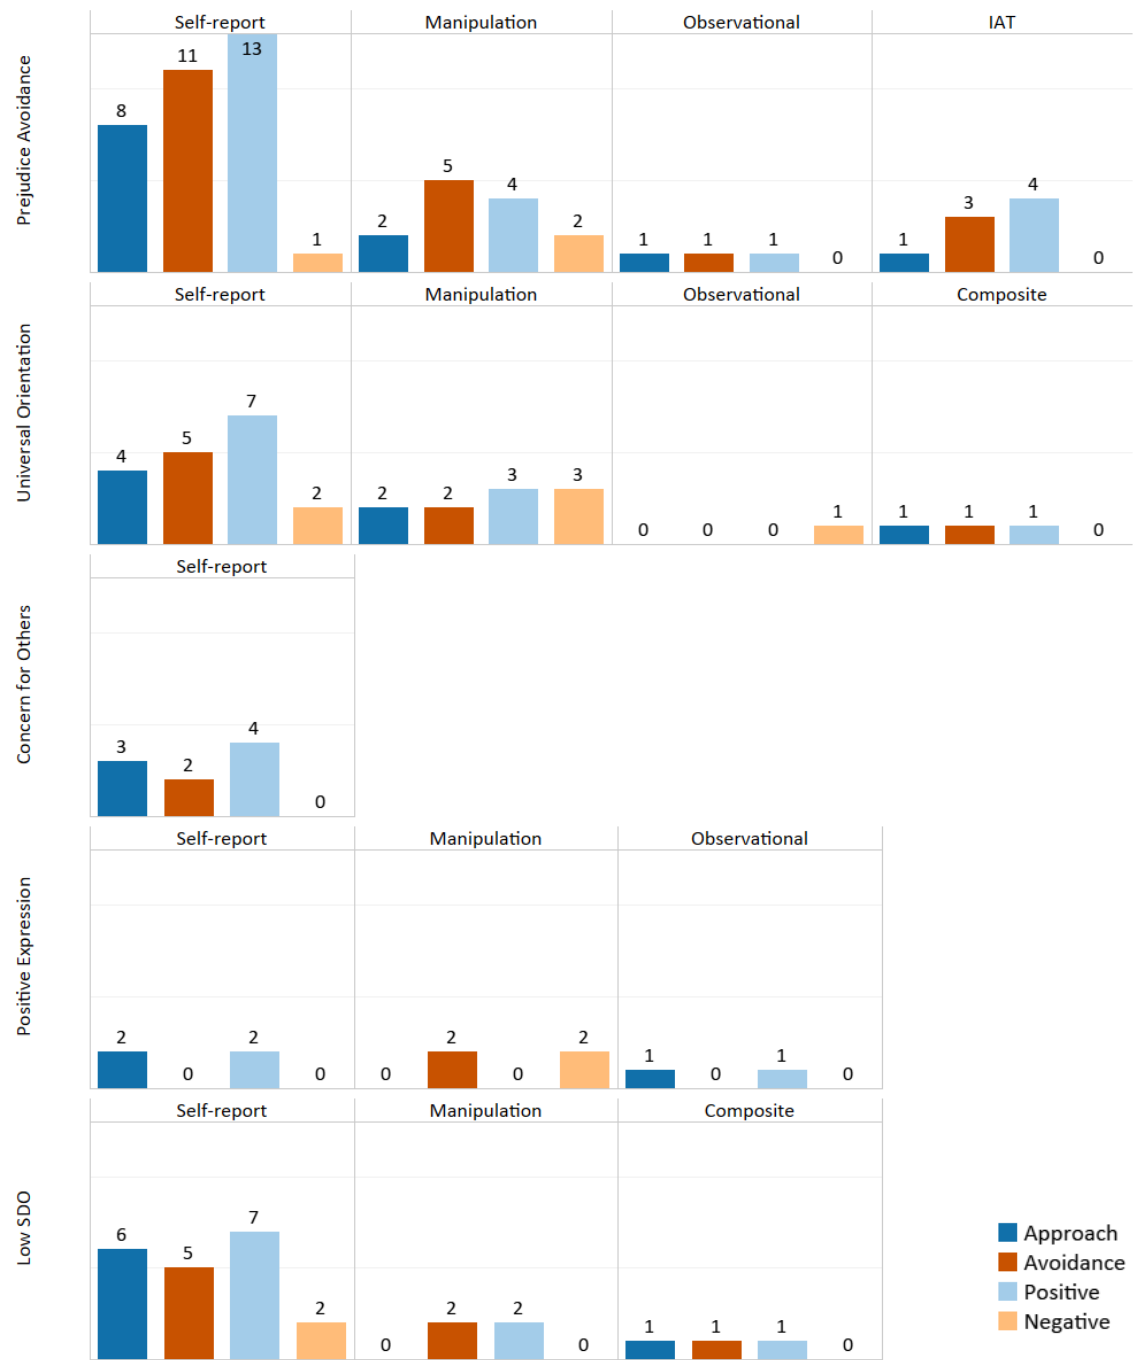 Self-report Manipulation Observational IAT
Prejudice Avoidance
8 11 13 1 2 5 4 2 1 1 1 0 1 3 4 0
Self-report Manipulation Observational Composite
Universal Orientation
4 5 7 2 2 2 3 3 0 0 0 1 1 1 1 0
Self-report
Concern for Others
3 2 4 0
Self-report Manipulation Observational
Positive Expression
2 0 2 0 0 2 0 2 1 0 1 0
Self-report Manipulation Composite
Low SDO
6 5 7 2 0 2 2 0 1 1 1 0
Approach
Avoidance
Positive
Negative